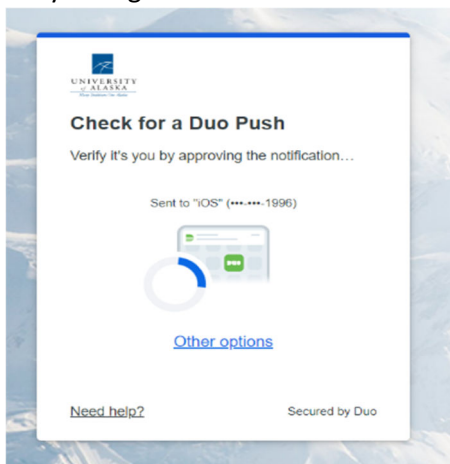 UNIVERSITY
of ALASKA
Check for a Duo Push
Verify it's you by approving the notification...
Sent to "iOS" (•••-•••-1996)
DUO
Other options
Need help?
Secured by Duo